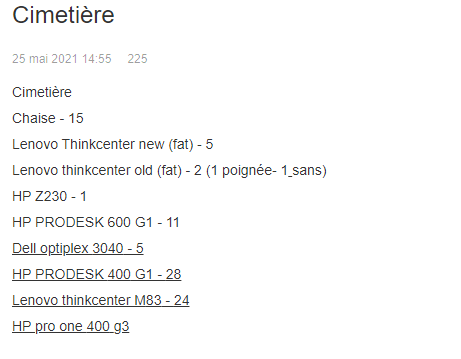 Cimetière
25 mai 2021 14:55 225
Cimetière
Chaise - 15
Lenovo Thinkcenter new (fat) - 5
Lenovo thinkcenter old (fat) - 2 (1 poignée- 1 sans)
HP Z230 - 1
HP PRODESK 600 G1 - 11
Dell optiplex 3040 - 5
HP PRODESK 400 G1 - 28
Lenovo thinkcenter M83 - 24
HP pro one 400 g3